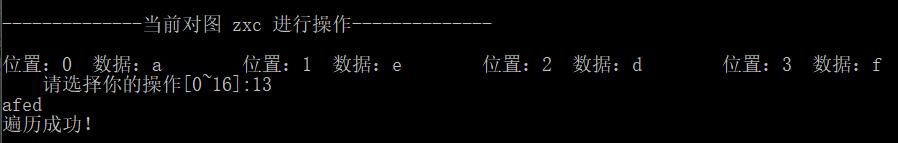 --------------当前对图 zxc 进行操作--------------
位置：0 数据：a 位置：1 数据：e 位置：2 数据：d 位置：3 数据：f
请选择你的操作[0~16]:13
afed
遍历成功！